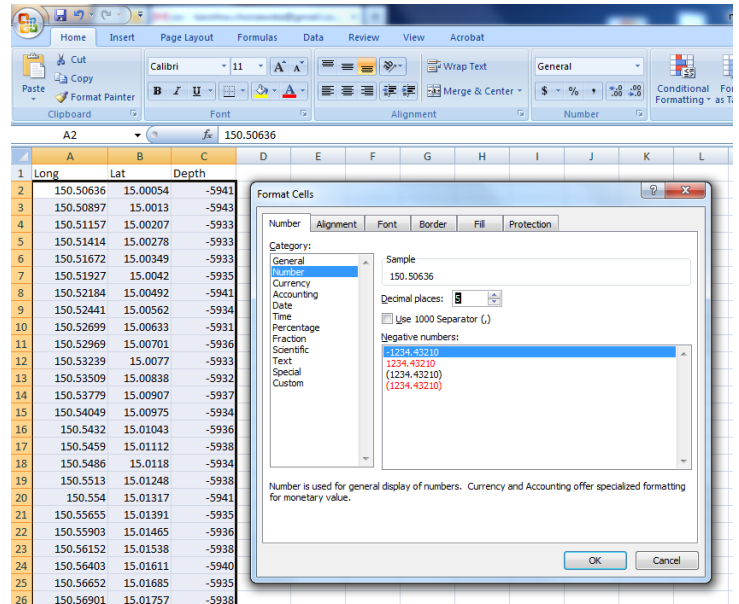 Home Insert Page Layout Formulas Data Review View Acrobat
Cut
Copy
Paste
Format Painter
Clipboard
Calibri 11 A A
B I U A
Font
Wrap Text
Merge & Center
Alignment
General
$ % , .0 .00 .00 .0
Number
Conditional
Formatting
A2 fx 150.50636
A B C D E F G H I J K L
1 Long Lat Depth
2 150.50636 15.00054 -5941
3 150.50897 15.0013 -5943
4 150.51157 15.00207 -5933
5 150.51414 15.00278 -5933
6 150.51672 15.00349 -5933
7 150.51927 15.0042 -5935
8 150.52184 15.00492 -5941
9 150.52441 15.00562 -5934
10 150.52699 15.00633 -5931
11 150.52969 15.00701 -5936
12 150.53239 15.0077 -5933
13 150.53509 15.00838 -5932
14 150.53779 15.00907 -5937
15 150.54049 15.00975 -5934
16 150.5432 15.01043 -5936
17 150.5459 15.01112 -5938
18 150.5486 15.0118 -5934
19 150.5513 15.01248 -5938
20 150.554 15.01317 -5941
21 150.55655 15.01391 -5935
22 150.55903 15.01465 -5936
23 150.56152 15.01538 -5938
24 150.56403 15.01611 -5940
25 150.56652 15.01685 -5935
26 150.56901 15.01757 -5938
Format Cells
Number Alignment Font Border Fill Protection
Category:
General
Number
Currency
Accounting
Date
Time
Percentage
Fraction
Scientific
Text
Special
Custom
Sample
150.50636
Decimal places: 5
Use 1000 Separator (,)
Negative numbers:
-1234.43210
1234.43210
(1234.43210)
(1234.43210)
Number is used for general display of numbers. Currency and Accounting offer specialized formatting
for monetary value.
OK Cancel